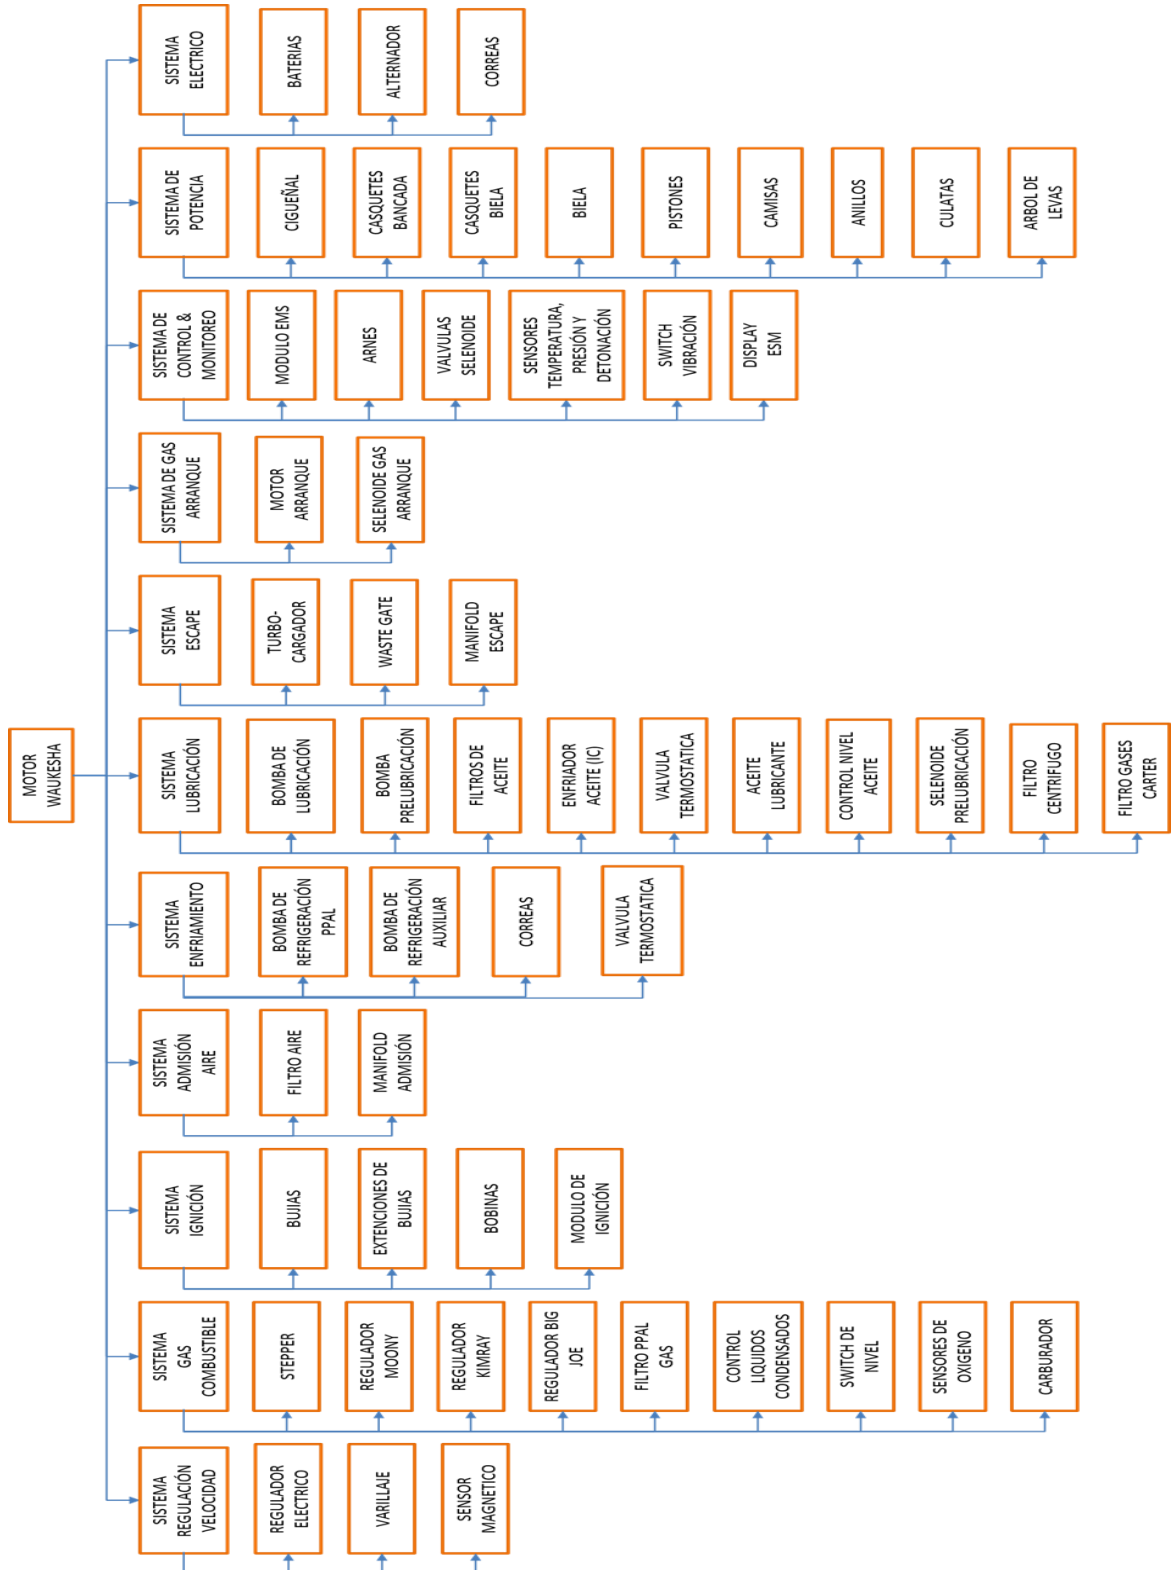 MOTOR
WAUKESHA
SISTEMA
REGULACIÓN
VELOCIDAD
REGULADOR
ELECTRICO
VARILLAJE
SENSOR
MAGNETICO
SISTEMA
GAS
COMBUSTIBLE
STEPPER
REGULADOR
MOONY
REGULADOR
KIMRAY
REGULADOR BIG
JOE
FILTRO PPAL
GAS
CONTROL
LIQUIDOS
CONDENSADOS
SWITCH DE
NIVEL
SENSORES DE
OXIGENO
CARBURADOR
SISTEMA
IGNICIÓN
BUJIAS
EXTENCIONES DE
BUJIAS
BOBINAS
MODULO DE
IGNICIÓN
SISTEMA
ADMISIÓN
AIRE
FILTRO AIRE
MANIFOLD
ADMISIÓN
SISTEMA
ENFRIAMIENTO
BOMBA DE
REFRIGERACIÓN
PPAL
BOMBA DE
REFRIGERACIÓN
AUXILIAR
CORREAS
VALVULA
TERMOSTATICA
SISTEMA
LUBRICACIÓN
BOMBA DE
LUBRICACIÓN
BOMBA
PRELUBRICACIÓN
FILTROS DE
ACEITE
ENFRIADOR
ACEITE (IC)
VALVULA
TERMOSTATICA
ACEITE
LUBRICANTE
CONTROL NIVEL
ACEITE
SELENOIDE
PRELUBRICACIÓN
FILTRO
CENTRIFUGO
FILTRO GASES
CARTER
SISTEMA
ESCAPE
TURBO-
CARGADOR
WASTE GATE
MANIFOLD
ESCAPE
SISTEMA DE GAS
ARRANQUE
MOTOR
ARRANQUE
SELENOIDE GAS
ARRANQUE
SISTEMA DE
CONTROL &
MONITOREO
MODULO EMS
ARNES
VALVULAS
SELENOIDE
SENSORES
TEMPERATURA,
PRESIÓN Y
DETONACIÓN
SWITCH
VIBRACIÓN
DISPLAY
ESM
SISTEMA DE
POTENCIA
CIGUEÑAL
CASQUETES
BANCADA
CASQUETES
BIELA
BIELA
PISTONES
CAMISAS
ANILLOS
CULATAS
ARBOL DE
LEVAS
SISTEMA
ELECTRICO
BATERIAS
ALTERNADOR
CORREAS